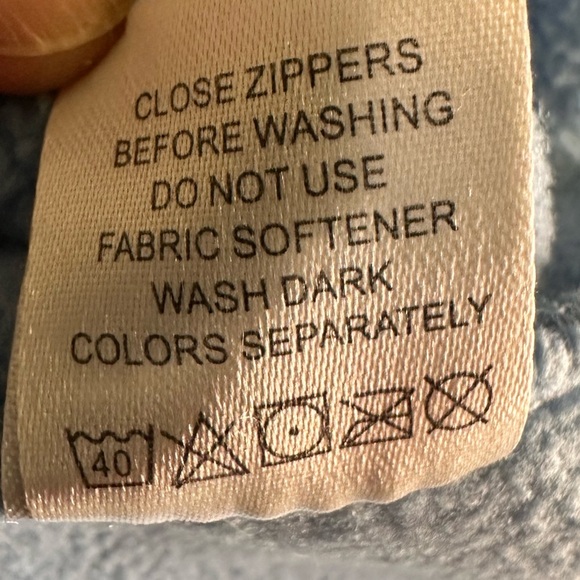 CLOSE ZIPPERS
BEFORE WASHING
DO NOT USE
FABRIC SOFTENER
WASH DARK
COLORS SEPARATELY
40